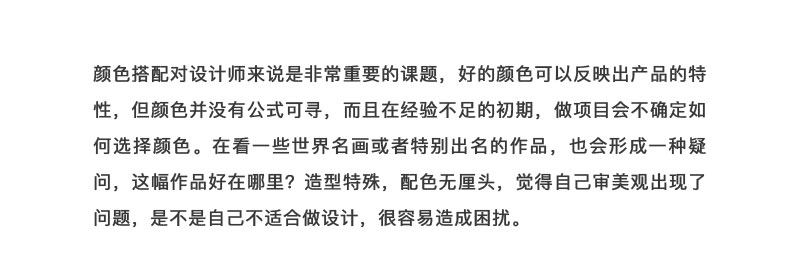 颜色搭配对设计师来说是非常重要的课题，好的颜色可以反映出产品的特
性，但颜色并没有公式可寻，而且在经验不足的初期，做项目会不确定如
何选择颜色。在看一些世界名画或者特别出名的作品，也会形成一种疑
问，这幅作品好在哪里？造型特殊，配色无厘头，觉得自己审美观出现了
问题，是不是自己不适合做设计，很容易造成困扰。